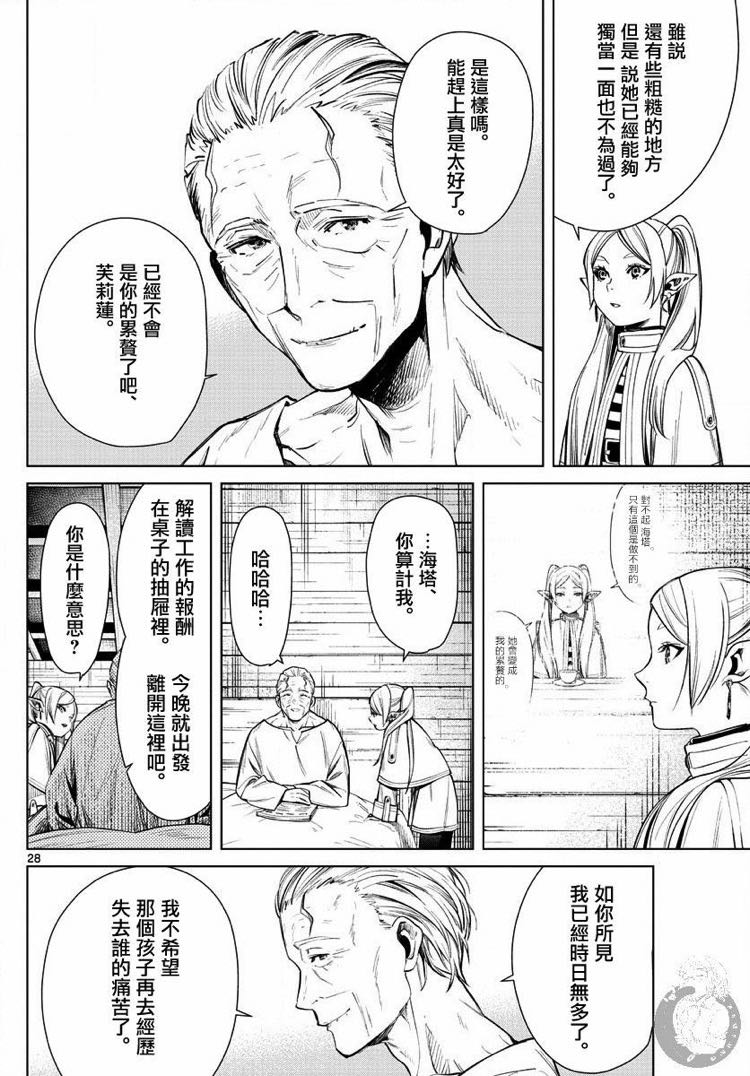 雖說
還有些粗糙的地方
但是 說她已經能夠
獨當一面也不為過了。
是這樣嗎。
能趕上真是太好了。
已經不會
是你的累贅了吧、
芙莉蓮。
對不起 海塔。
只有這個是做不到的。
她會變成
我的累贅的。
…海塔、
你算計我。
哈哈哈…
解讀工作的報酬
在桌子的抽屜裡。
今晚就出發
離開這裡吧。
你是什麼意思?
28
如你所見
我已經時日無多了。
我不希望
那個孩子再去經歷
失去誰的痛苦了。